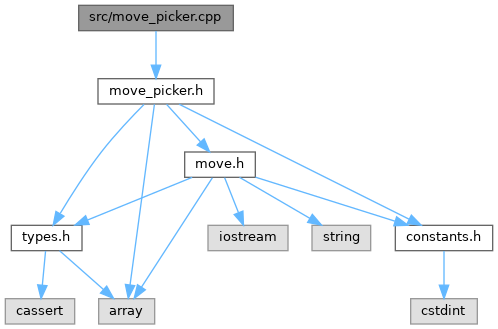 src/move_picker.cpp
move_picker.h
move.h
types.h
iostream
string
constants.h
cassert
array
cstdint